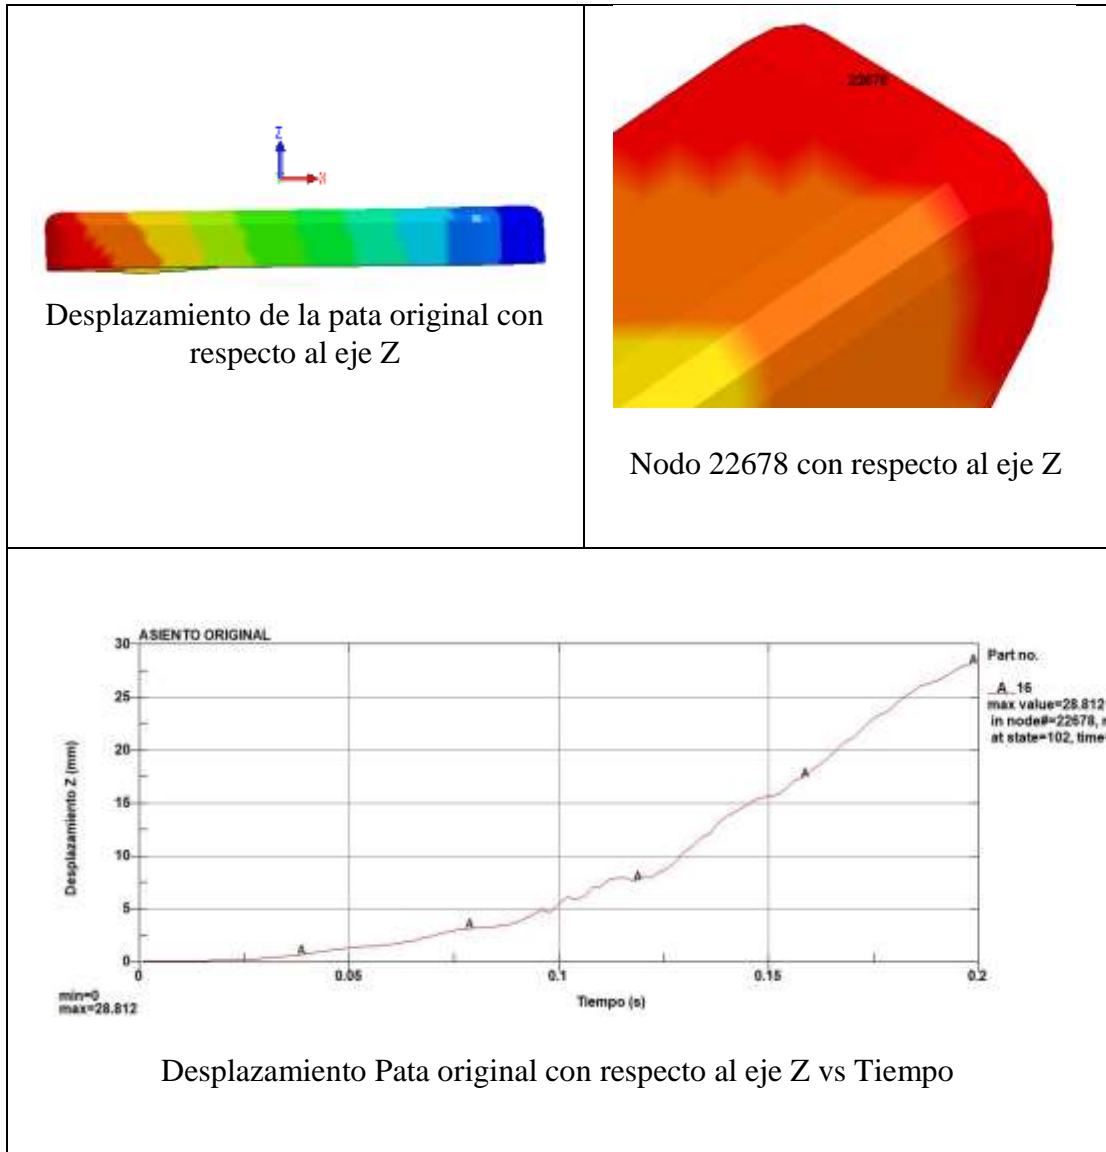 Z
X
Desplazamiento de la pata original con
respecto al eje Z
22678
Nodo 22678 con respecto al eje Z
ASIENTO ORIGINAL
30
25
20
15
10
5
0
Desplazamiento Z (mm)
A
A
A
A
A
0
0.05
0.1
0.15
0.2
Tiempo (s)
min=0
max=28.812
Part no.
A 16
max value=28.812
in node#=22678,
at state=102, time=
Desplazamiento Pata original con respecto al eje Z vs Tiempo